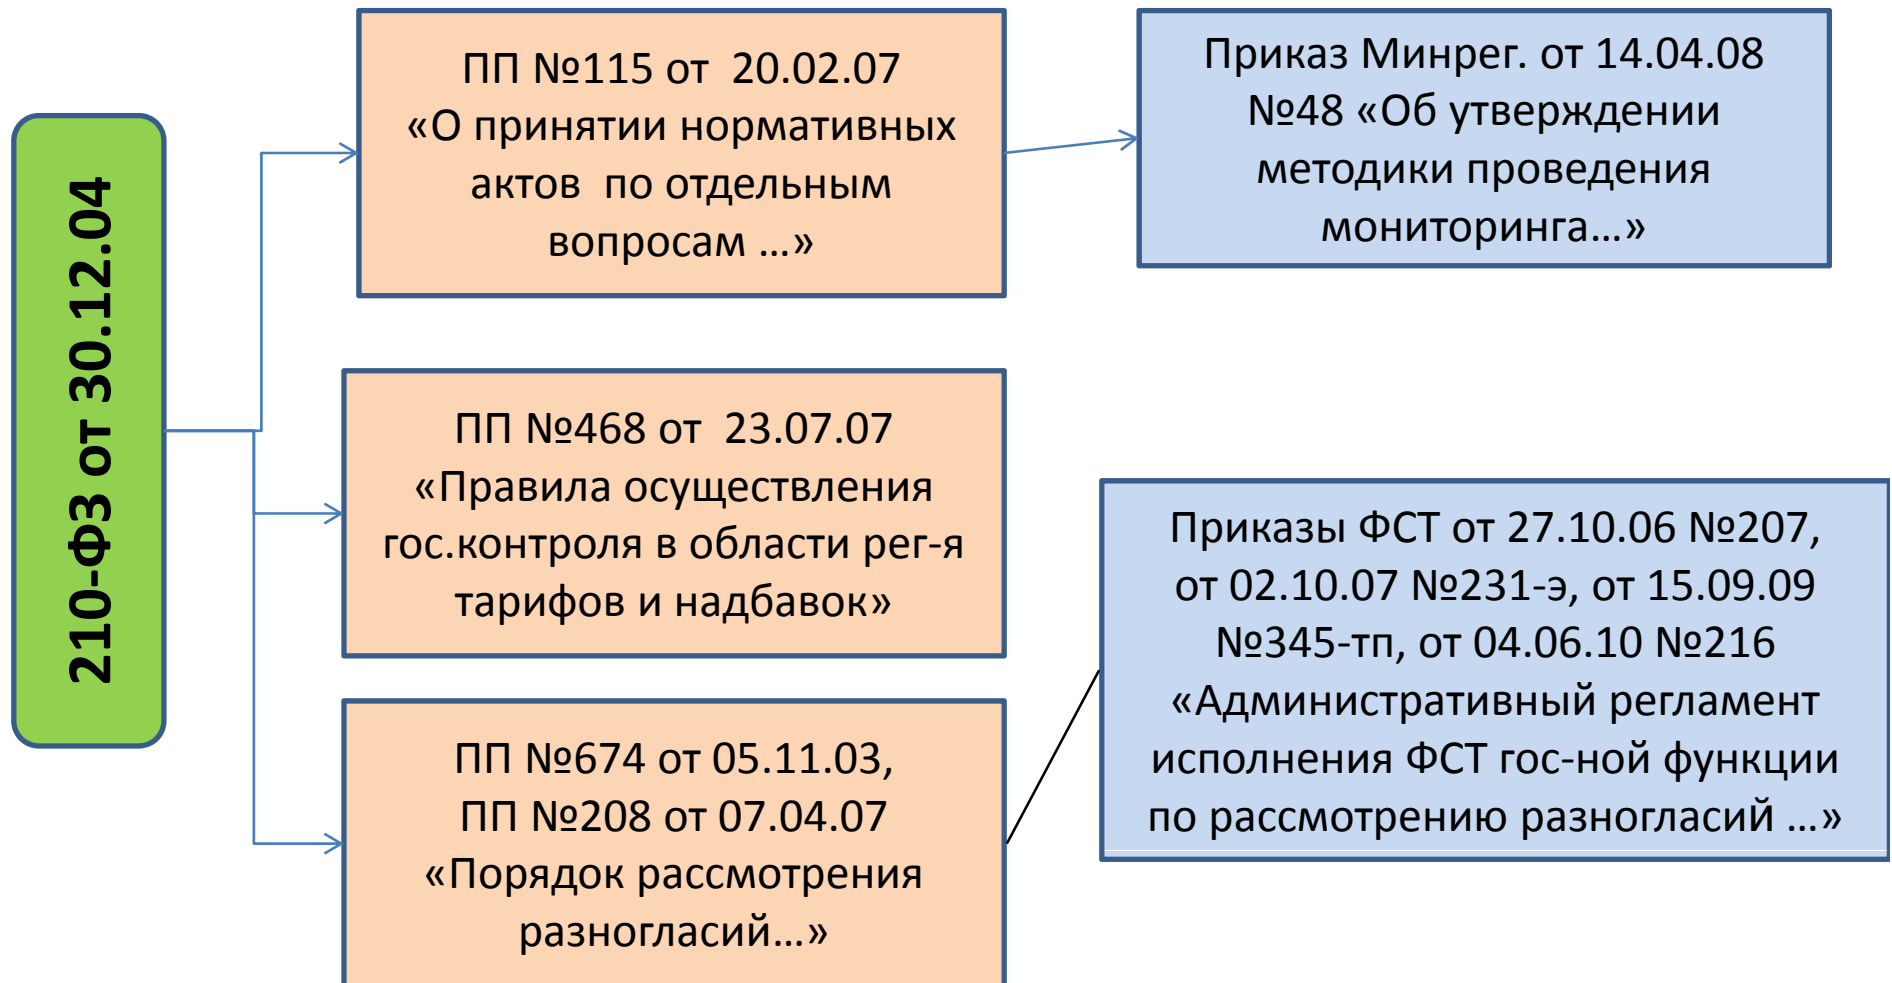 210-ФЗ от 30.12.04
ПП №115 от 20.02.07
«О принятии нормативных
актов по отдельным
вопросам ...»
Приказ Минрег. от 14.04.08
№48 «Об утверждении
методики проведения
мониторинга...»
ПП №468 от 23.07.07
«Правила осуществления
гос.контроля в области рег-я
тарифов и надбавок»
ПП №674 от 05.11.03,
ПП №208 от 07.04.07
«Порядок рассмотрения
разногласий...»
Приказы ФСТ от 27.10.06 №207,
от 02.10.07 №231-э, от 15.09.09
№345-тп, от 04.06.10 №216
«Административный регламент
исполнения ФСТ гос-ной функции
по рассмотрению разногласий ...»